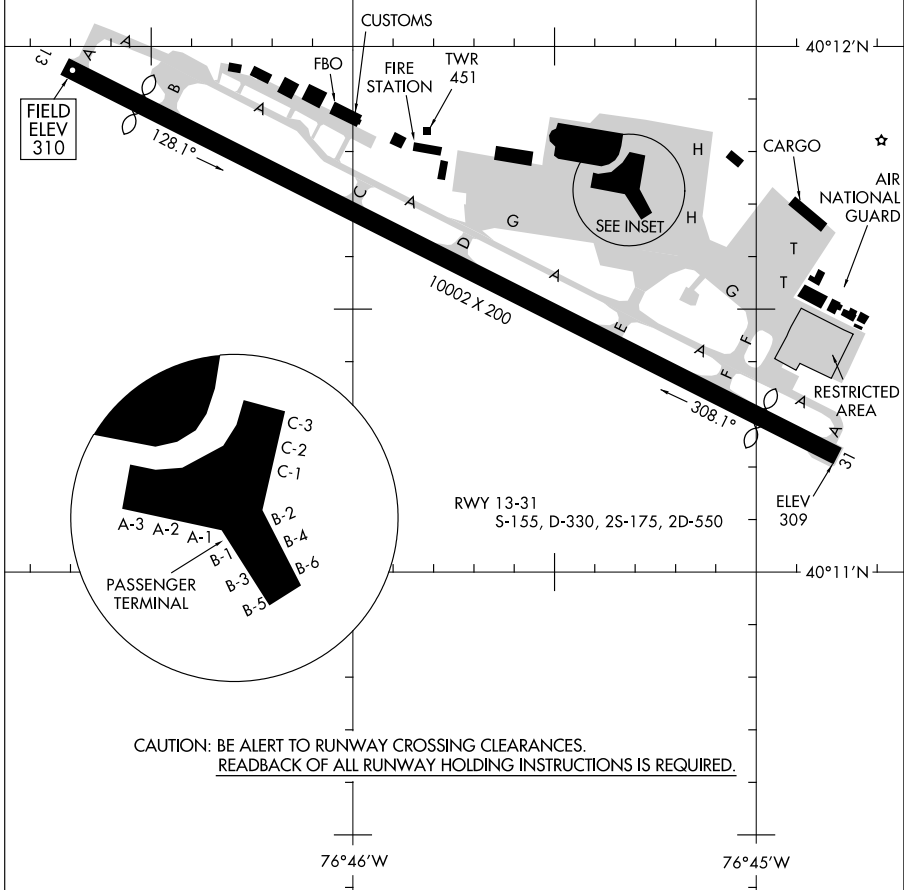 CUSTOMS
FBO
FIRE
STATION
TWR
451
40°12'N
13
A
A
B
A
FIELD
ELEV
310
128.1°
C
A
D
G
H
H
SEE INSET
CARGO
AIR
NATIONAL
GUARD
T
T
G
A
10002 X 200
E
A
F
F
RESTRICTED
AREA
A
A
308.1°
31
ELEV
309
RWY 13-31
S-155, D-330, 2S-175, 2D-550
40°11'N
C-3
C-2
C-1
A-3
A-2
A-1
B-2
B-4
B-6
B-1
B-3
B-5
PASSENGER
TERMINAL
CAUTION: BE ALERT TO RUNWAY CROSSING CLEARANCES.
READBACK OF ALL RUNWAY HOLDING INSTRUCTIONS IS REQUIRED.
76°46'W
76°45'W